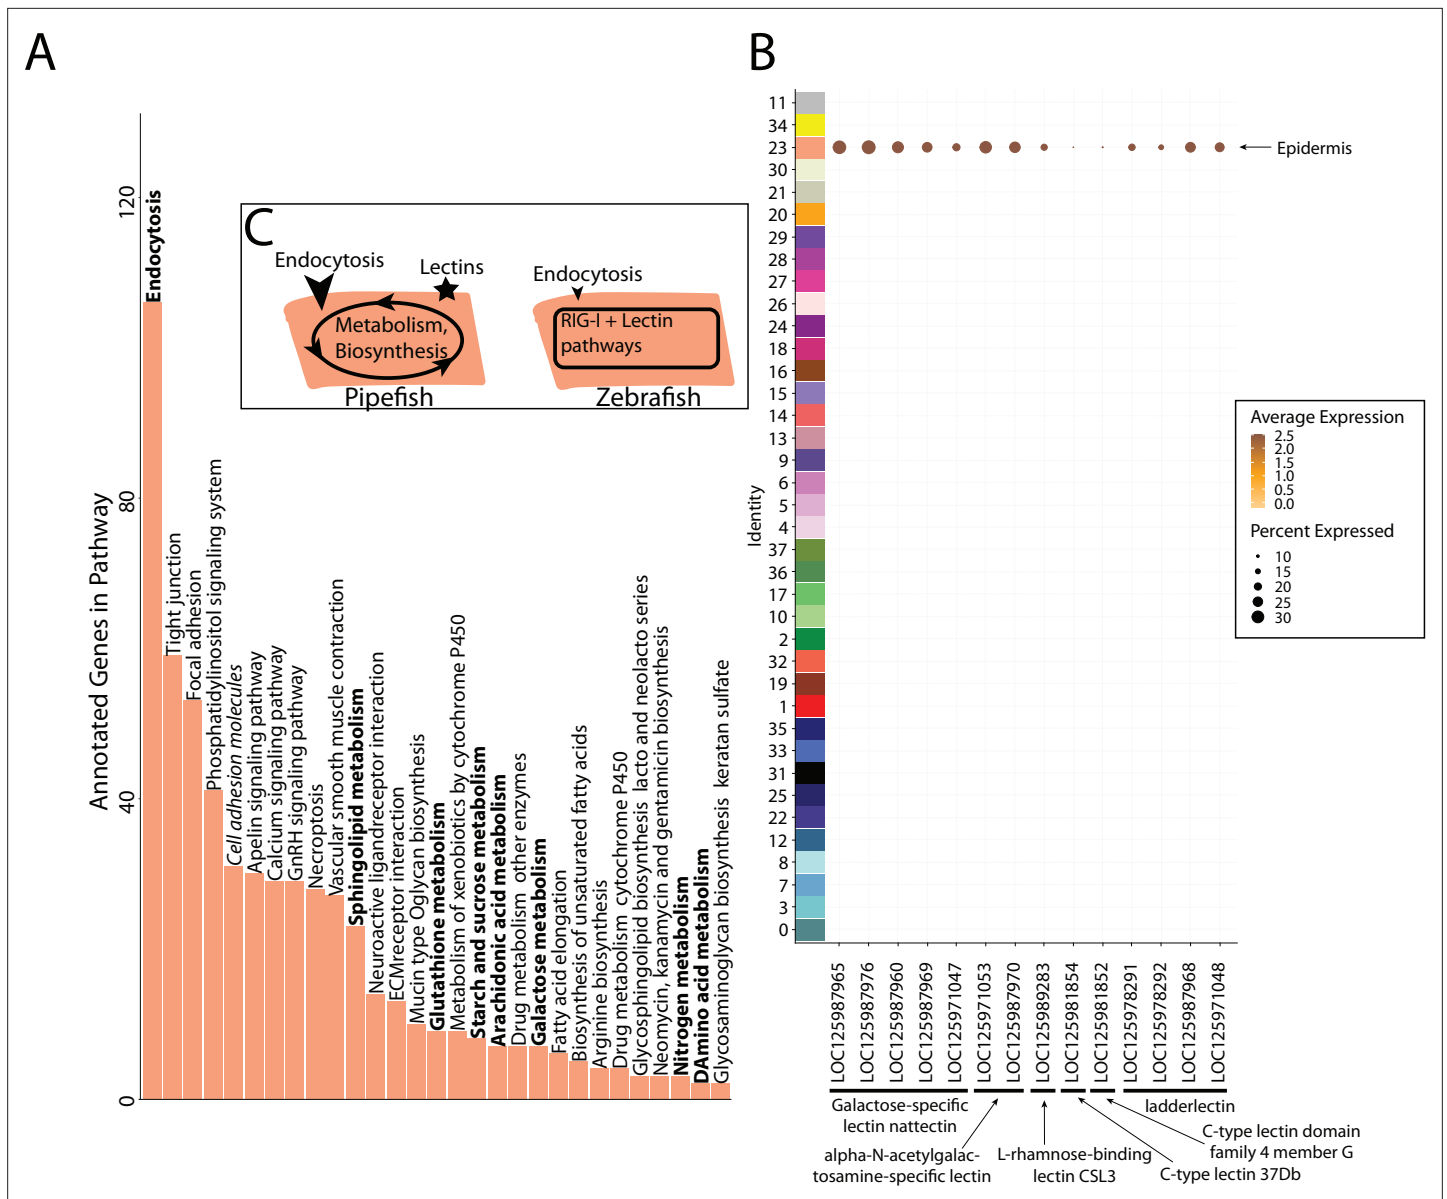 A
Annotated Genes in Pathway
120
80
40
0
Endocytosis
Tight junction
Focal adhesion
Phosphatidylinositol signaling system
Cell adhesion molecules
Apelin signaling pathway
Calcium signaling pathway
GnRH signaling pathway
Necroptosis
Vascular smooth muscle contraction
Sphingolipid metabolism
Neuroactive ligandreceptor interaction
ECMreceptor interaction
Mucin type Oglycan biosynthesis
Glutathione metabolism
Metabolism of xenobiotics by cytochrome P450
Starch and sucrose metabolism
Arachidonic acid metabolism
Drug metabolism other enzymes
Galactose metabolism
Fatty acid elongation
Biosynthesis of unsaturated fatty acids
Arginine biosynthesis
Drug metabolism cytochrome P450
Glycosphingolipid biosynthesis lacto and neolacto series
Neomycin, kanamycin and gentamicin biosynthesis
Nitrogen metabolism
DAmino acid metabolism
Glycosaminoglycan biosynthesis keratan sulfate
C
Endocytosis
Lectins
Metabolism,
Biosynthesis
Pipefish
Endocytosis
RIG-I + Lectin
pathways
Zebrafish
B
Identity
11
34
23
30
21
20
29
28
27
26
24
18
16
15
14
13
9
6
5
4
37
36
17
10
2
32
19
1
35
33
31
25
22
12
8
7
3
0
Epidermis
Average Expression
2.5
2.0
1.5
1.0
0.5
0.0
Percent Expressed
10
15
20
25
30
LOC125987965
LOC125987976
LOC125987960
LOC125987969
LOC125971047
LOC125971053
LOC125987970
LOC125989283
LOC125981854
LOC125981852
LOC125978291
LOC125978292
LOC125987968
LOC125971048
Galactose-specific
lectin nattectin
alpha-N-acetylgalac-
tosamine-specific lectin
L-rhamnose-binding
lectin CSL3
ladderlectin
C-type lectin domain
family 4 member G
C-type lectin 37Db